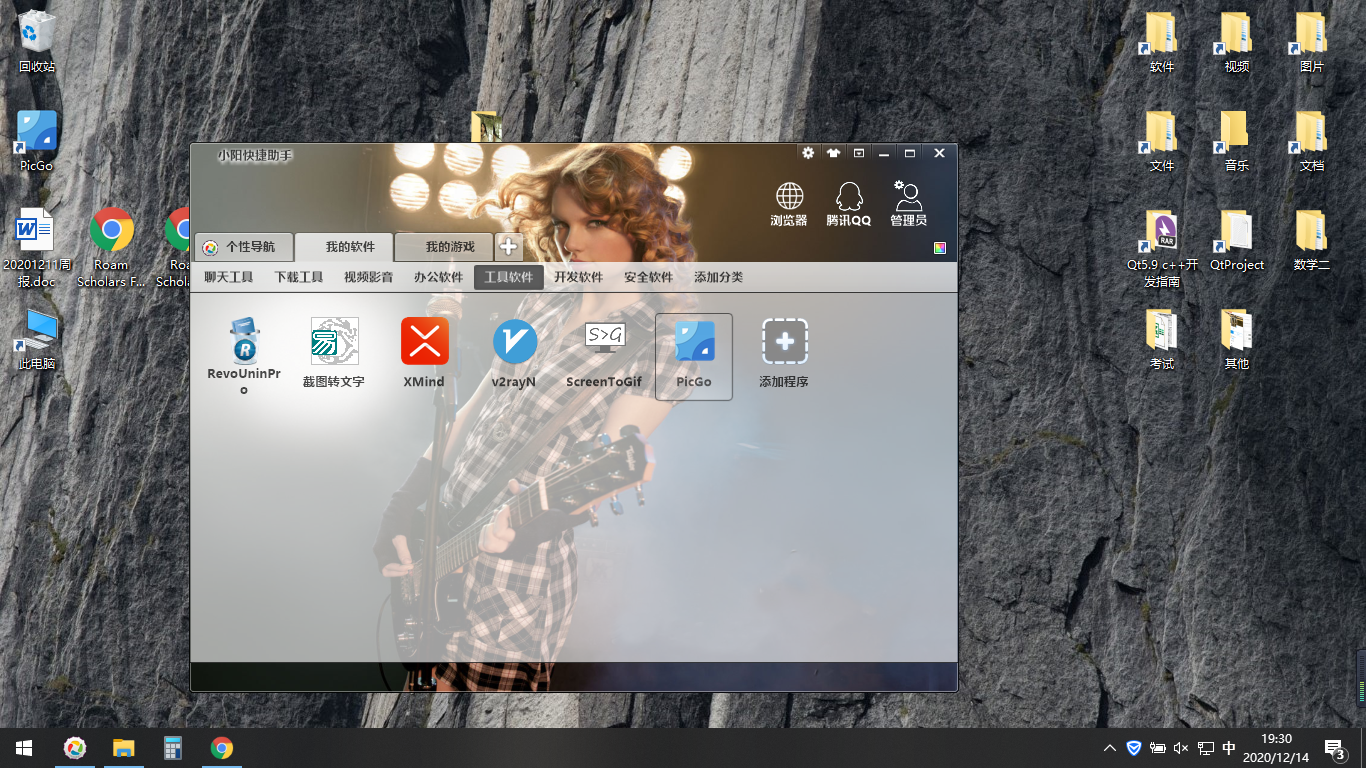 回收站
PicGo
20201211周
报.doc
Roam
Scholars F...
Roa
Schola
此电脑
软件
视频
图片
文件
音乐
文档
RAR
Qt5.9 c++开
发指南
QtProject
数学二
考试
其他
小阳快捷助手
浏览器
腾讯QQ
管理员
个性导航
我的软件
我的游戏
聊天工具
下载工具
视频影音
办公软件
工具软件
开发软件
安全软件
添加分类
易
S>G
RevoUninPr
o
截图转文字
XMind
v2rayN
ScreenToGif
PicGo
添加程序
中
19:30
2020/12/14
3